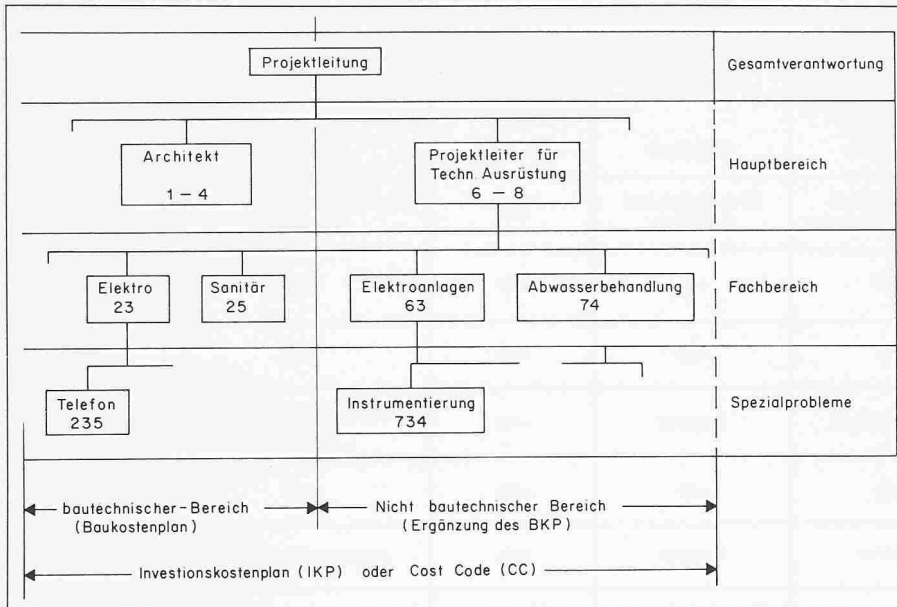 Projektleitung
Gesamtverantwortung
Architekt
1 – 4
Projektleiter für
Techn. Ausrüstung
6 – 8
Hauptbereich
Elektro
23
Sanitär
25
Elektroanlagen
63
Abwasserbehandlung
74
Fachbereich
Telefon
235
Instrumentierung
734
Spezialprobleme
bautechnischer-Bereich
(Baukostenplan)
Nicht bautechnischer Bereich
(Ergänzung des BKP)
Investionskostenplan (IKP) oder Cost Code (CC)